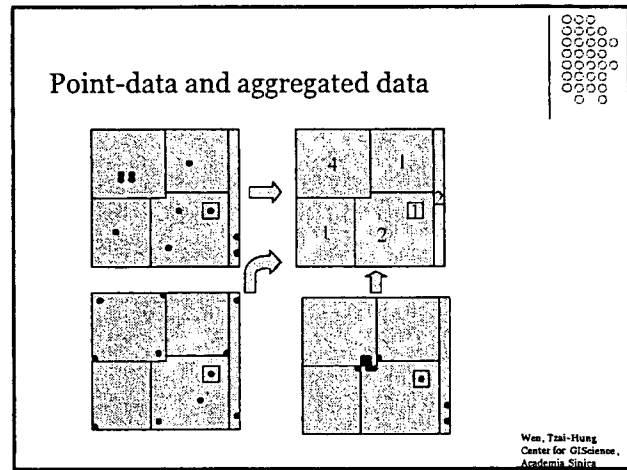 Point-data and aggregated data
4
1
1
2
1
2
Wen, Tzai-Hung
Center for GIScience,
Academia Sinica